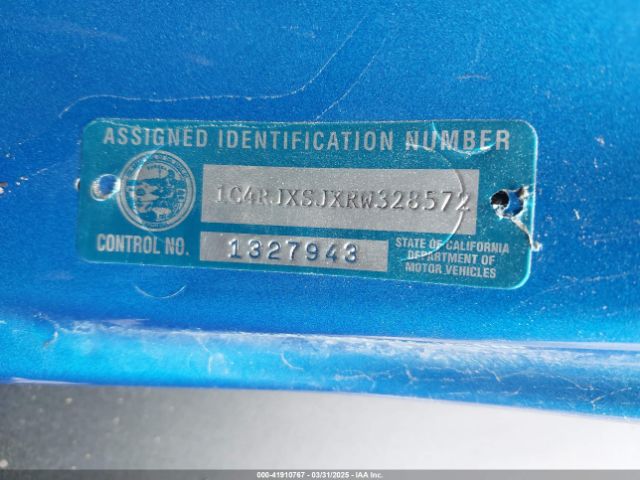 ASSIGNED IDENTIFICATION NUMBER
1C4RJXSJXRW328572
CONTROL NO. 1327943
STATE OF CALIFORNIA
DEPARTMENT OF
MOTOR VEHICLES
000-41910767 - 03/31/2025 - IAA Inc.